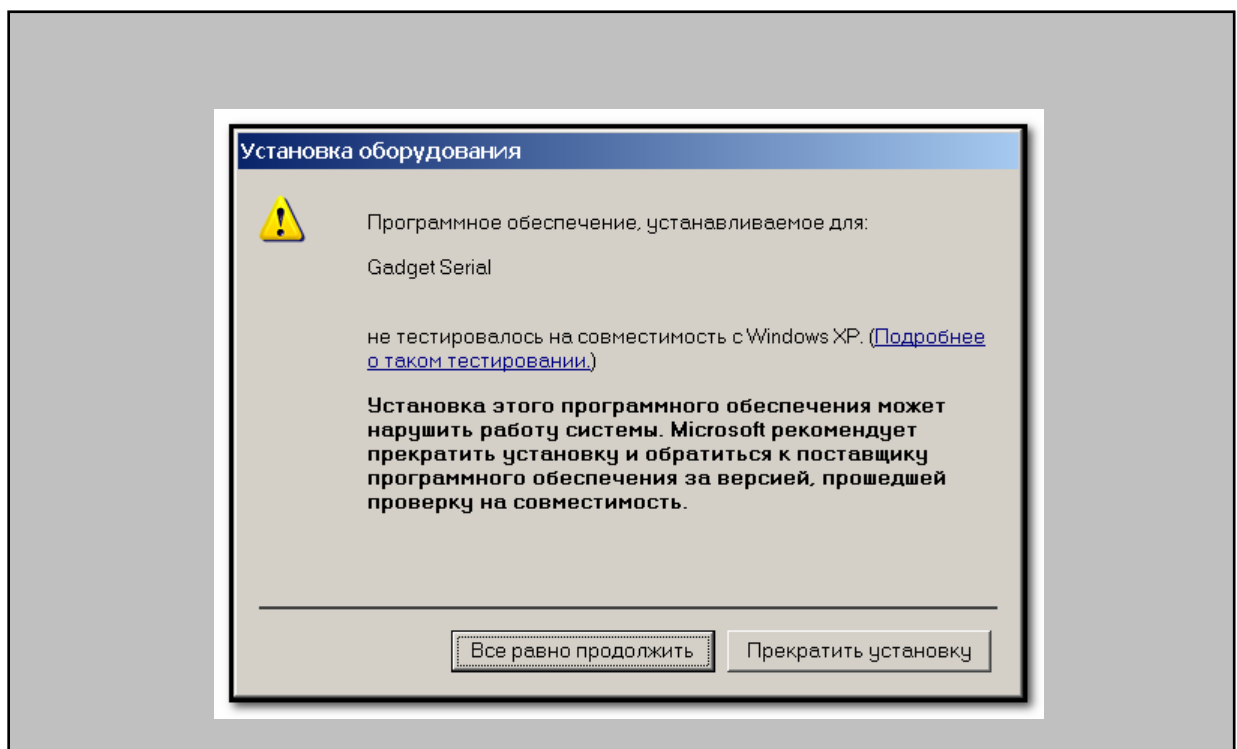 Установка оборудования
Программное обеспечение, устанавливаемое для:
Gadget Serial
не тестировалось на совместимость с Windows XP. (Подробнее
о таком тестировании.)
Установка этого программного обеспечения может
нарушить работу системы. Microsoft рекомендует
прекратить установку и обратиться к поставщику
программного обеспечения за версией, прошедшей
проверку на совместимость.
Все равно продолжить
Прекратить установку